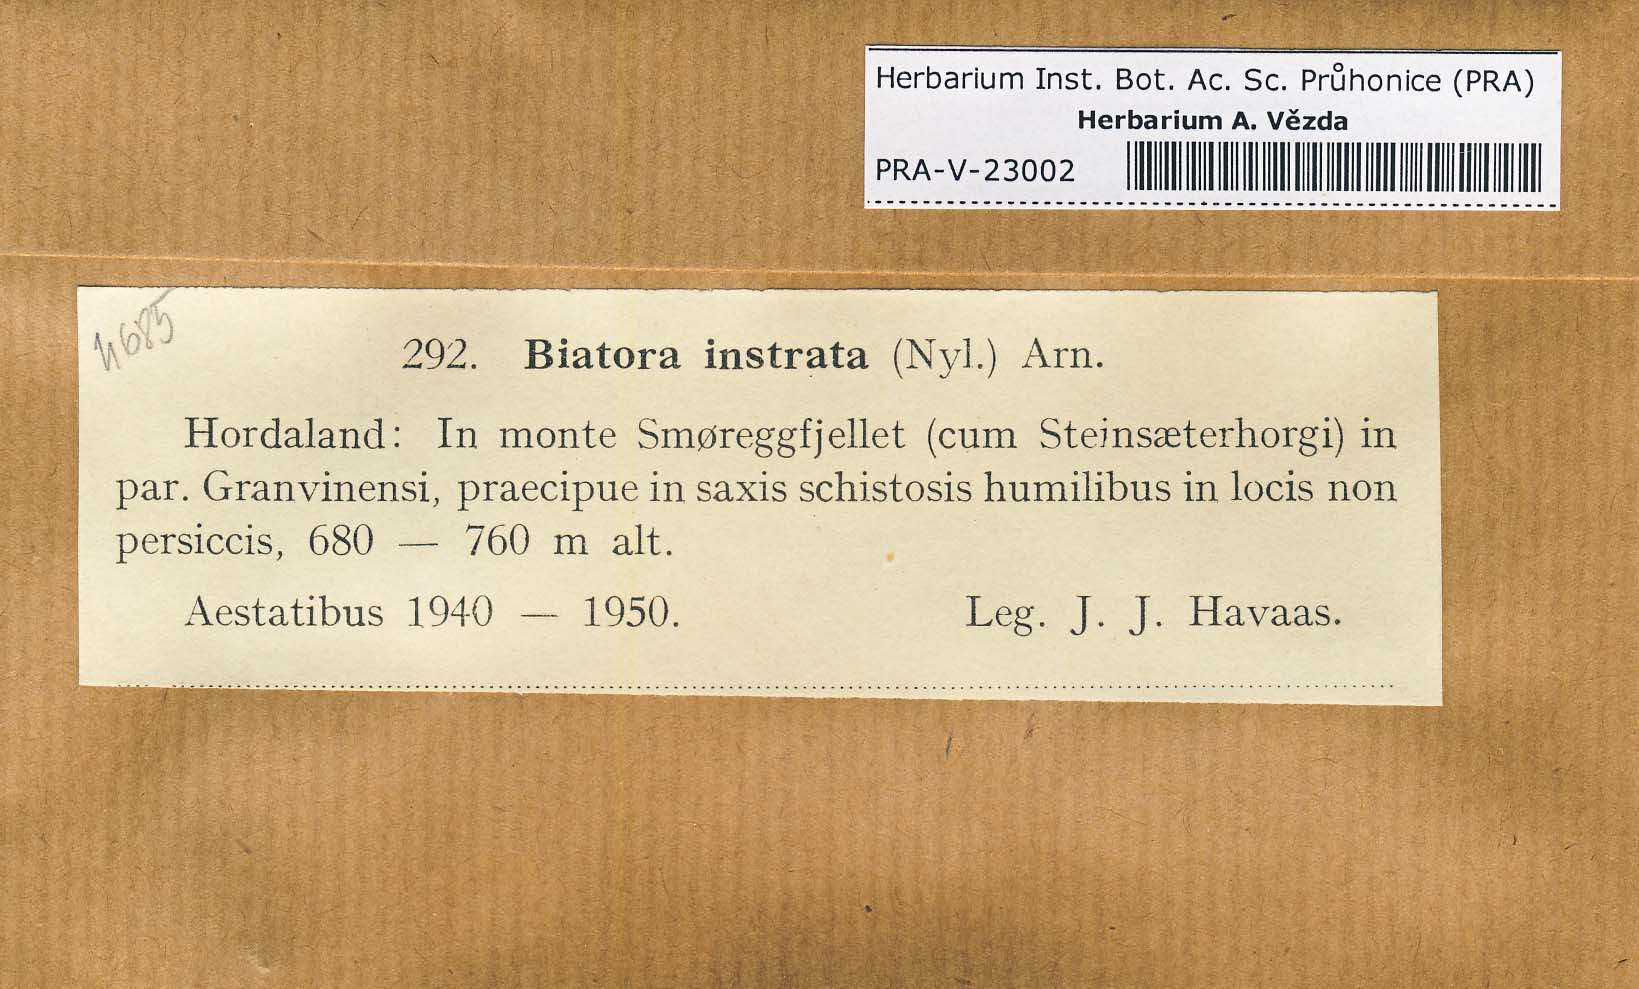 Herbarium Inst. Bot. Ac. Sc. Průhonice (PRA)
Herbarium A. Vězda
PRA-V-23002
4685
292. Biatora instrata (Nyl.) Arn.
Hordaland: In monte Smøreggfjellet (cum Steinsæterhorgi) in
par. Granvinensi, praecipue in saxis schistosis humilibus in locis non
persiccis, 680 — 760 m alt.
Aestatibus 1940 — 1950. Leg. J. J. Havaas.